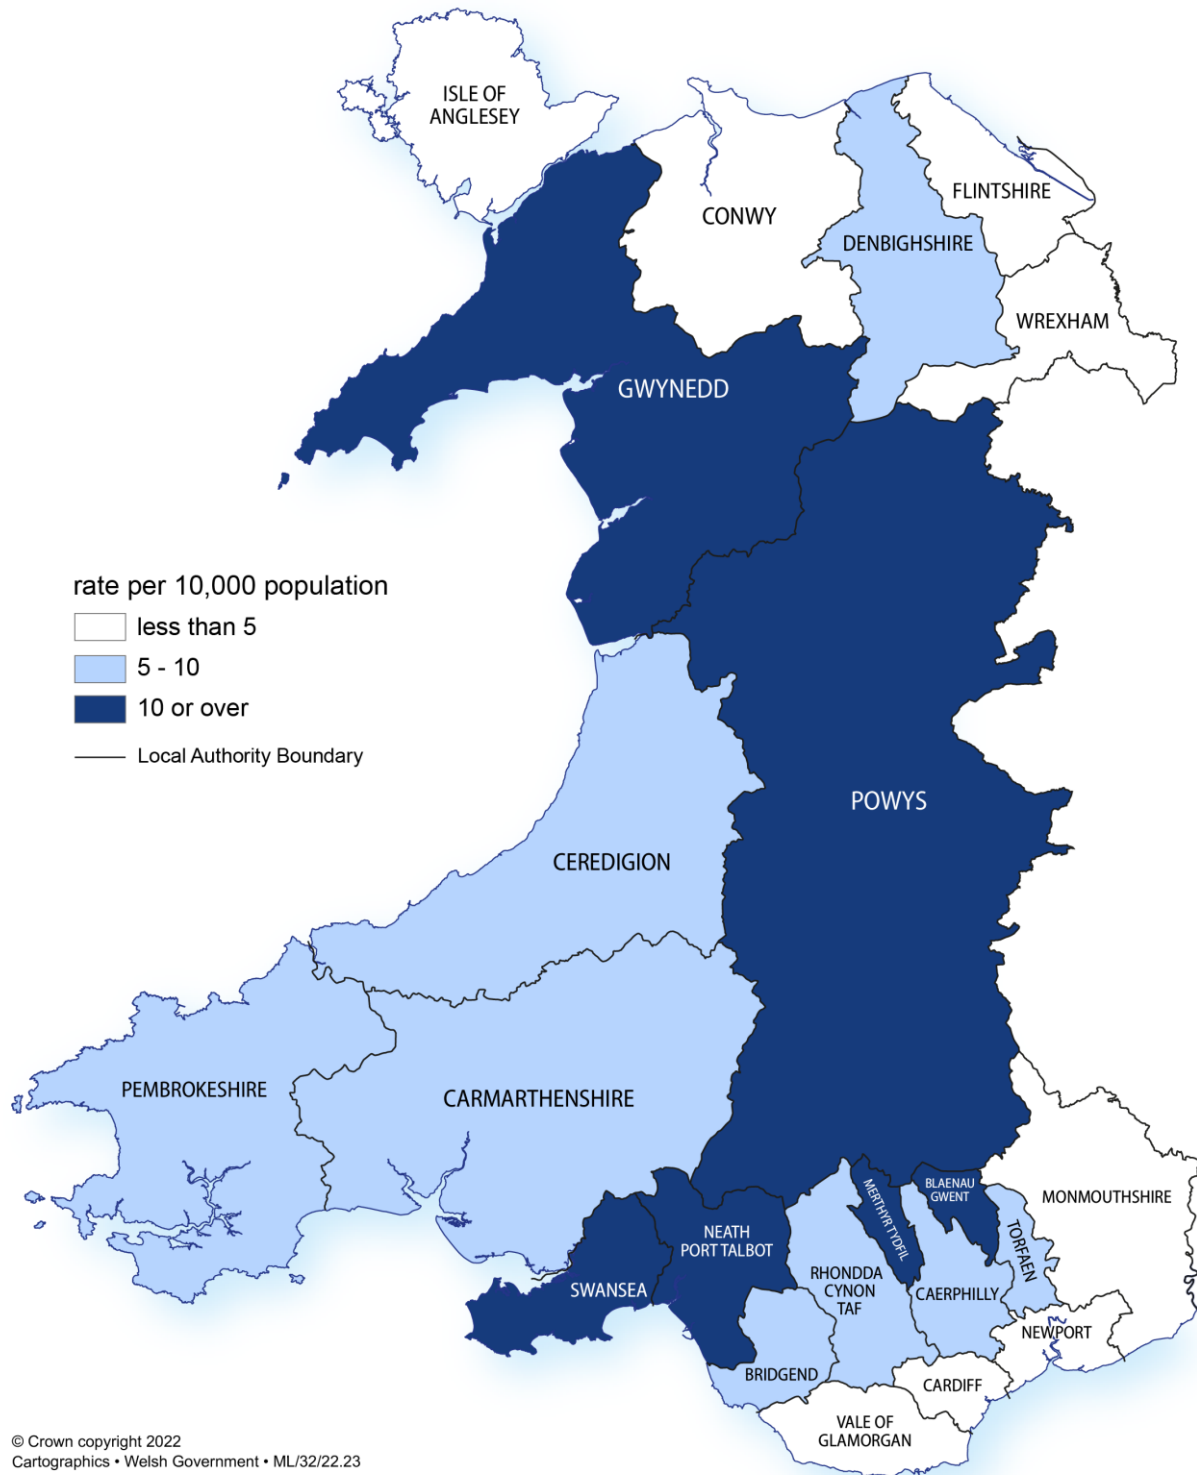 ISLE OF
ANGLESEY
FLINTSHIRE
CONWY
DENBIGHSHIRE
WREXHAM
GWYNEDD
rate per 10,000 population
less than 5
5 - 10
10 or over
Local Authority Boundary
POWYS
CEREDIGION
PEMBROKESHIRE
CARMARTHENSHIRE
MERTHYR TYDFIL
BLAENAU
GWENT
MONMOUTHSHIRE
NEATH
PORT TALBOT
TORFAEN
SWANSEA
RHONDDA
CYNON
TAF
CAERPHILLY
NEWPORT
BRIDGEND
CARDIFF
VALE OF
GLAMORGAN
© Crown copyright 2022
Cartographics • Welsh Government • ML/32/22.23